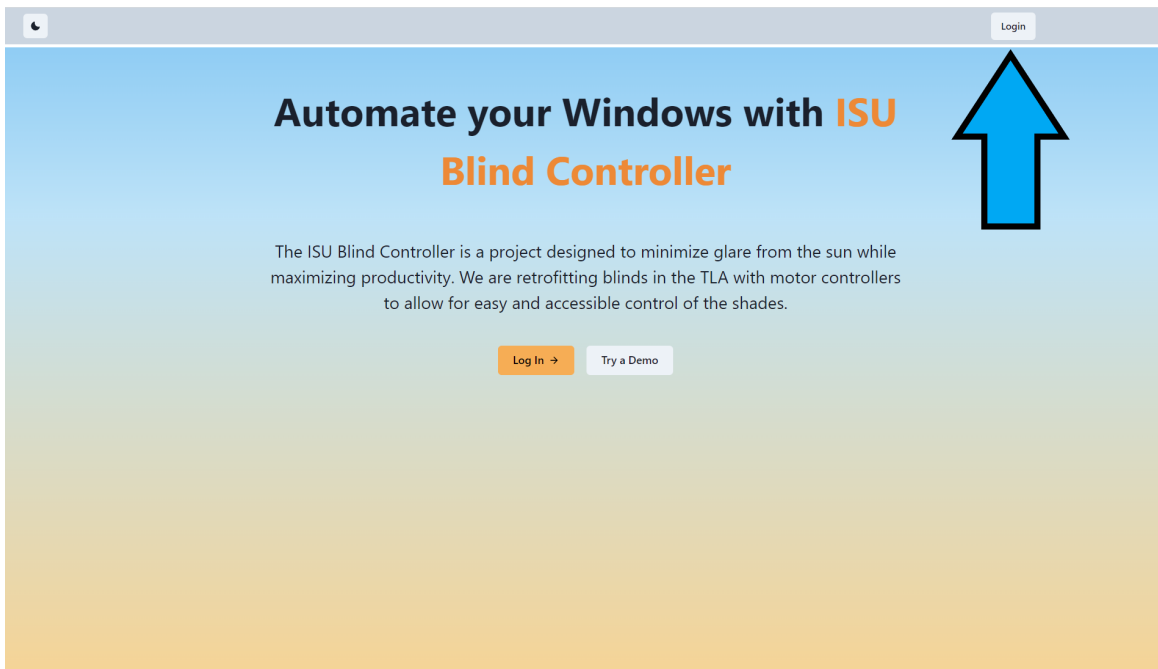 Login
Automate your Windows with ISU
Blind Controller
The ISU Blind Controller is a project designed to minimize glare from the sun while
maximizing productivity. We are retrofitting blinds in the TLA with motor controllers
to allow for easy and accessible control of the shades.
Log In → Try a Demo